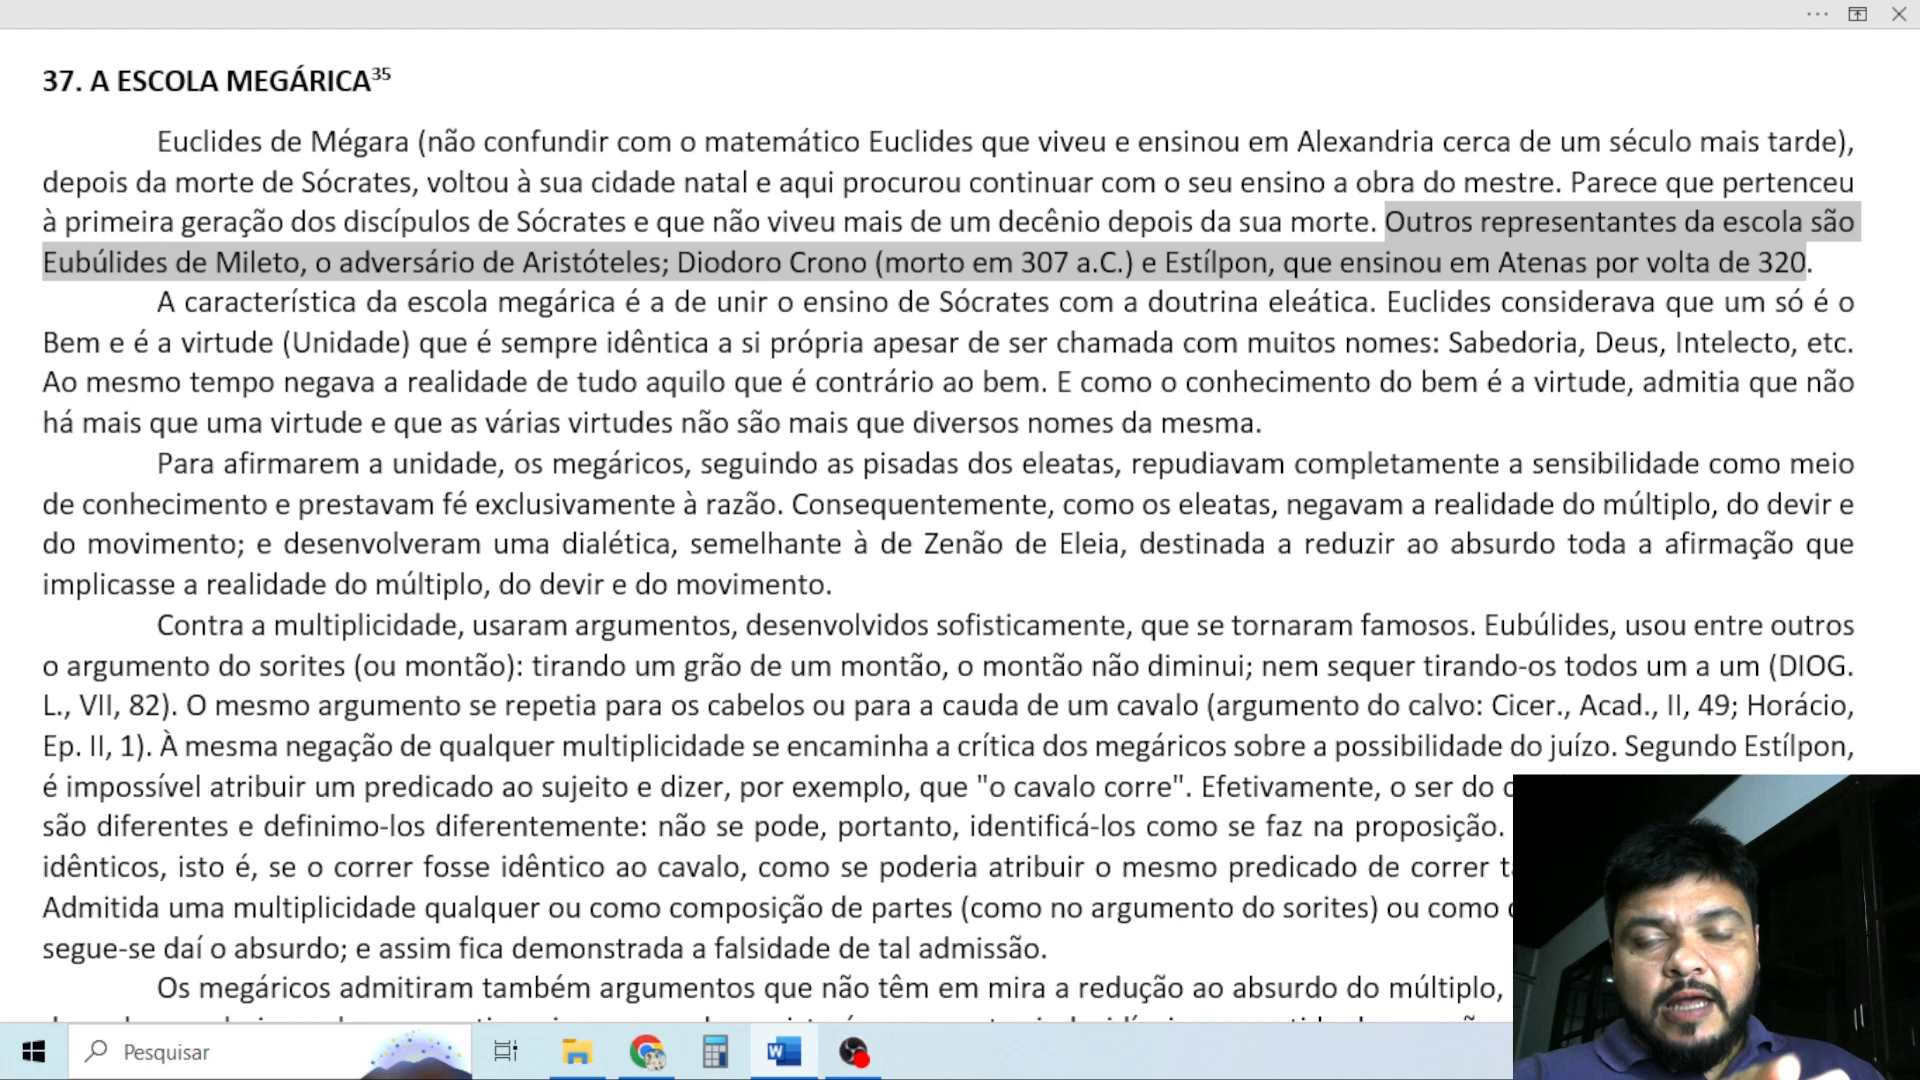 37. A ESCOLA MEGÁRICA35
Euclides de Mégara (não confundir com o matemático Euclides que viveu e ensinou em Alexandria cerca de um século mais tarde),
depois da morte de Sócrates, voltou à sua cidade natal e aqui procurou continuar com o seu ensino a obra do mestre. Parece que pertenceu
à primeira geração dos discípulos de Sócrates e que não viveu mais de um decênio depois da sua morte. Outros representantes da escola são
Eubúlides de Mileto, o adversário de Aristóteles; Diodoro Crono (morto em 307 a.C.) e Estílpon, que ensinou em Atenas por volta de 320.
A característica da escola megárica é a de unir o ensino de Sócrates com a doutrina eleática. Euclides considerava que um só é o
Bem e é a virtude (Unidade) que é sempre idêntica a si própria apesar de ser chamada com muitos nomes: Sabedoria, Deus, Intelecto, etc.
Ao mesmo tempo negava a realidade de tudo aquilo que é contrário ao bem. E como o conhecimento do bem é a virtude, admitia que não
há mais que uma virtude e que as várias virtudes não são mais que diversos nomes da mesma.
Para afirmarem a unidade, os megáricos, seguindo as pisadas dos eleatas, repudiavam completamente a sensibilidade como meio
de conhecimento e prestavam fé exclusivamente à razão. Consequentemente, como os eleatas, negavam a realidade do múltiplo, do devir e
do movimento; e desenvolveram uma dialética, semelhante à de Zenão de Eleia, destinada a reduzir ao absurdo toda a afirmação que
implicasse a realidade do múltiplo, do devir e do movimento.
Contra a multiplicidade, usaram argumentos, desenvolvidos sofisticamente, que se tornaram famosos. Eubúlides, usou entre outros
o argumento do sorites (ou montão): tirando um grão de um montão, o montão não diminui; nem sequer tirando-os todos um a um (DIOG.
L., VII, 82). O mesmo argumento se repetia para os cabelos ou para a cauda de um cavalo (argumento do calvo: Cicer., Acad., II, 49; Horácio,
Ep. II, 1). À mesma negação de qualquer multiplicidade se encaminha a crítica dos megáricos sobre a possibilidade do juízo. Segundo Estílpon,
é impossível atribuir um predicado ao sujeito e dizer, por exemplo, que "o cavalo corre". Efetivamente, o ser do
são diferentes e definimo-los diferentemente: não se pode, portanto, identificá-los como se faz na proposição.
idênticos, isto é, se o correr fosse idêntico ao cavalo, como se poderia atribuir o mesmo predicado de correr
Admitida uma multiplicidade qualquer ou como composição de partes (como no argumento do sorites) ou como
segue-se daí o absurdo; e assim fica demonstrada a falsidade de tal admissão.
Os megáricos admitiram também argumentos que não têm em mira a redução ao absurdo do múltiplo,
Pesquisar